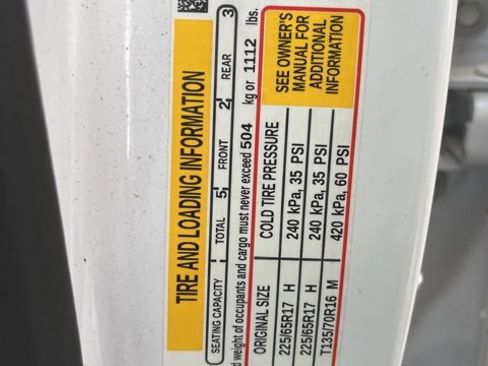 TIRE AND LOADING INFORMATION
SEATING CAPACITY TOTAL 5 FRONT 2 REAR 3
weight of occupants and cargo must never exceed 504 kg or 1112 lbs.
ORIGINAL SIZE COLD TIRE PRESSURE
225/65R17 H 240 kPa, 35 PSI
225/65R17 H 240 kPa, 35 PSI
T135/70R16 M 420 kPa, 60 PSI
SEE OWNER'S
MANUAL FOR
ADDITIONAL
INFORMATION